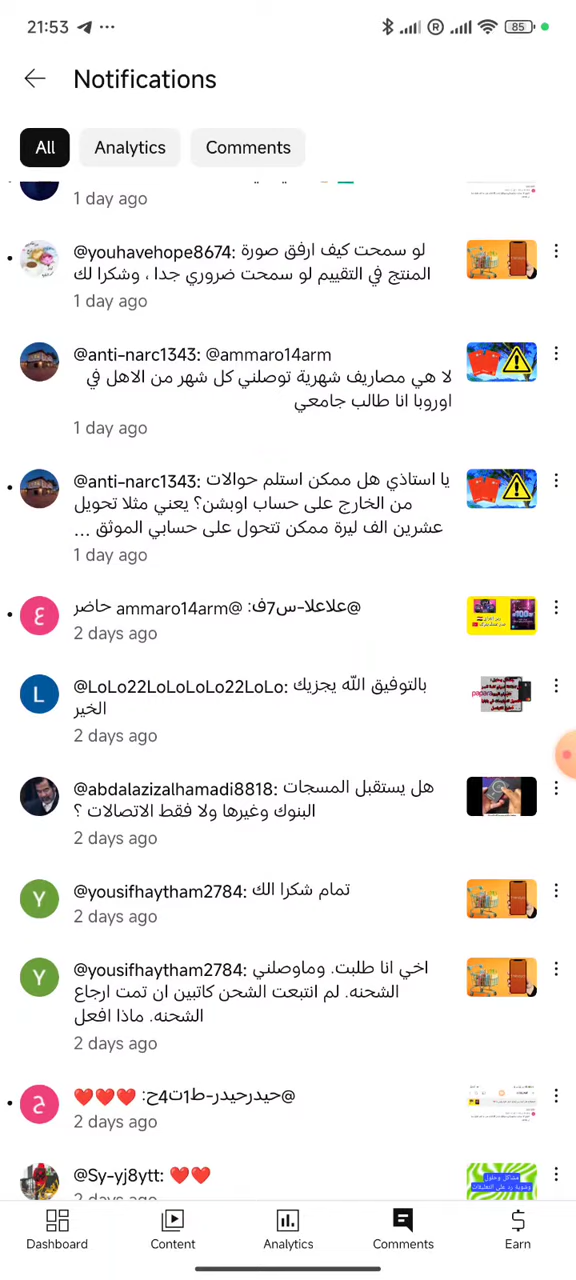 21:53
85
Notifications
All
Analytics
Comments
1 day ago
@youhavehope8674: لو سمحت كيف ارفق صورة
المنتج في التقييم لو سمحت ضروري جدا ، وشكرا لك
1 day ago
@anti-narc1343: @ammaro14arm
لا هي مصاريف شهرية توصلني كل شهر من الاهل في
اوروبا انا طالب جامعي
1 day ago
@anti-narc1343: يا استاذي هل ممكن استلم حوالات
من الخارج على حساب اوبشن؟ يعني مثلا تحويل
عشرين الف ليرة ممكن تتحول على حسابي الموثق ...
1 day ago
@علاعلا-س7ف: @ammaro14arm حاضر
2 days ago
@LoLo22LoLoLoLo22LoLo: بالتوفيق الله يجزيك
الخير
2 days ago
@abdalazizalhamadi8818: هل يستقبل المسجات
البنوك وغيرها ولا فقط الاتصالات ؟
2 days ago
@yousifhaytham2784: تمام شكرا الك
2 days ago
@yousifhaytham2784: اخي انا طلبت. وماوصلني
الشحنه. لم انتبعت الشحن كاتبين ان تمت ارجاع
الشحنه. ماذا افعل
2 days ago
@حيدرحيدر-ط1ت4ح: ❤️❤️❤️
2 days ago
@Sy-yj8ytt: ❤️❤️
2 days ago
Dashboard
Content
Analytics
Comments
Earn